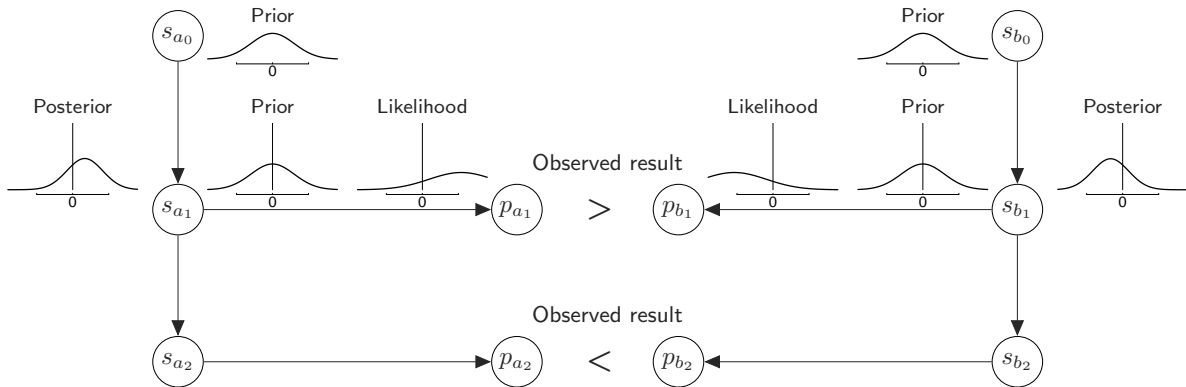 Prior Prior
s_{a_0} s_{b_0}
0 0
Posterior Prior Likelihood Likelihood Prior Posterior
Observed result
0 0 0 0 0 0
s_{a_1} p_{a_1} > p_{b_1} s_{b_1}
Observed result
s_{a_2} p_{a_2} < p_{b_2} s_{b_2}